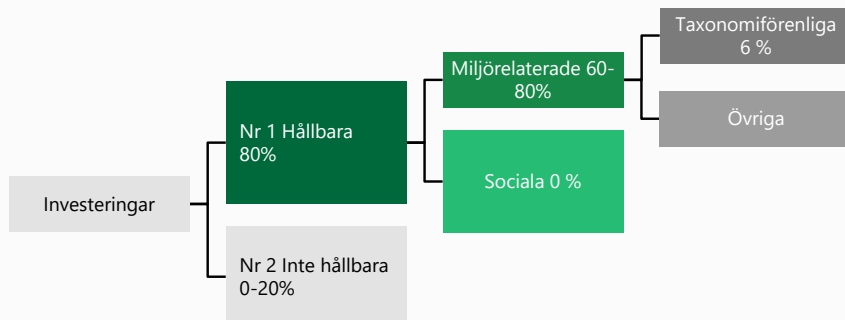 Investeringar
Nr 1 Hållbara
80%
Nr 2 Inte hållbara
0-20%
Miljörelaterade 60-
80%
Sociala 0 %
Taxonomiförenliga
6 %
Övriga